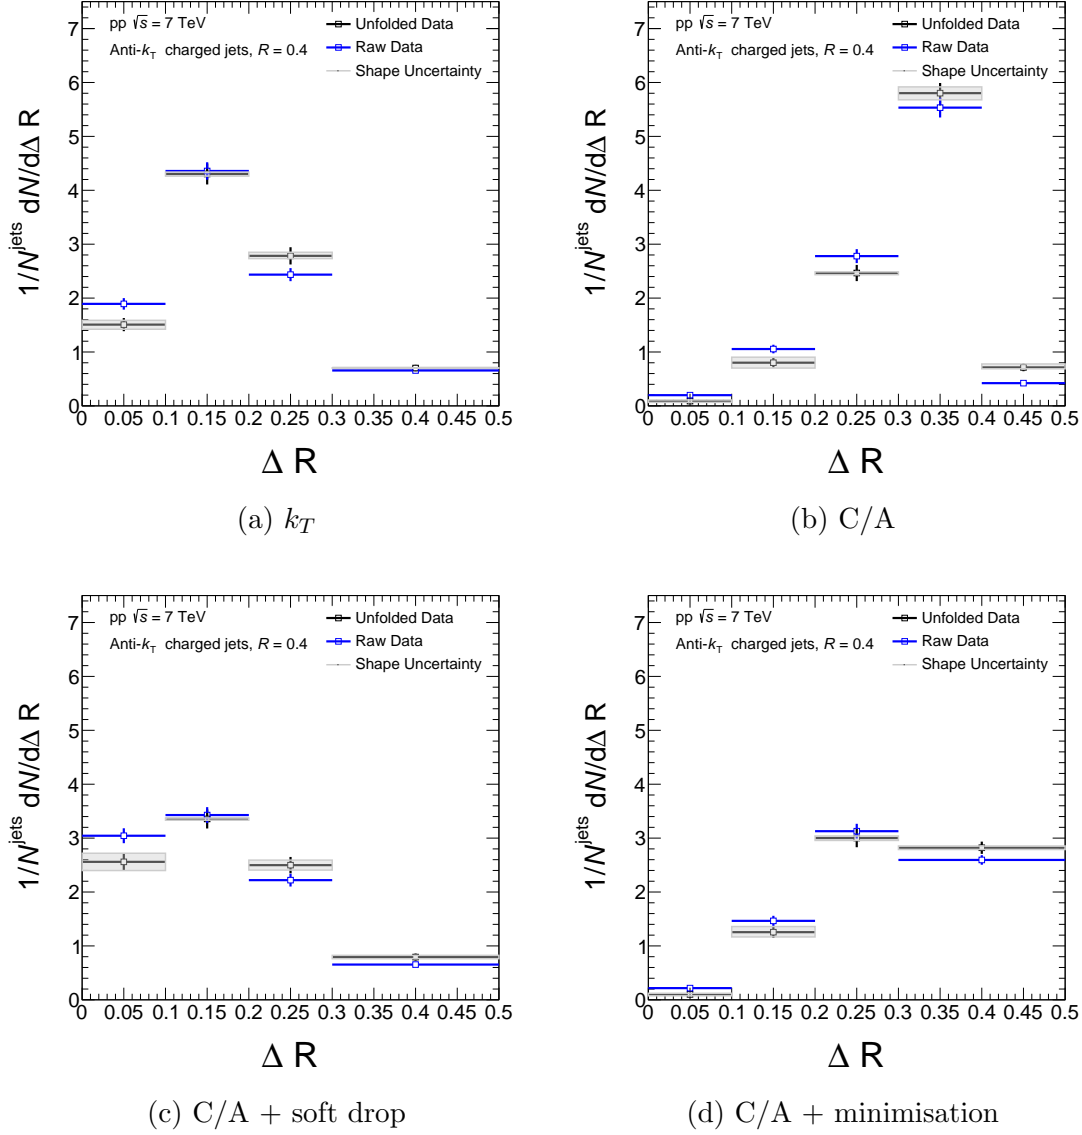 1/N^jets dN/dΔ R
7
6
5
4
3
2
1
0
pp √s = 7 TeV
Anti-k_T charged jets, R = 0.4
Unfolded Data
Raw Data
Shape Uncertainty
0 0.05 0.1 0.15 0.2 0.25 0.3 0.35 0.4 0.45 0.5
Δ R
(a) k_T
1/N^jets dN/dΔ R
7
6
5
4
3
2
1
0
pp √s = 7 TeV
Anti-k_T charged jets, R = 0.4
Unfolded Data
Raw Data
Shape Uncertainty
0 0.05 0.1 0.15 0.2 0.25 0.3 0.35 0.4 0.45 0.5
Δ R
(b) C/A
1/N^jets dN/dΔ R
7
6
5
4
3
2
1
0
pp √s = 7 TeV
Anti-k_T charged jets, R = 0.4
Unfolded Data
Raw Data
Shape Uncertainty
0 0.05 0.1 0.15 0.2 0.25 0.3 0.35 0.4 0.45 0.5
Δ R
(c) C/A + soft drop
1/N^jets dN/dΔ R
7
6
5
4
3
2
1
0
pp √s = 7 TeV
Anti-k_T charged jets, R = 0.4
Unfolded Data
Raw Data
Shape Uncertainty
0 0.05 0.1 0.15 0.2 0.25 0.3 0.35 0.4 0.45 0.5
Δ R
(d) C/A + minimisation